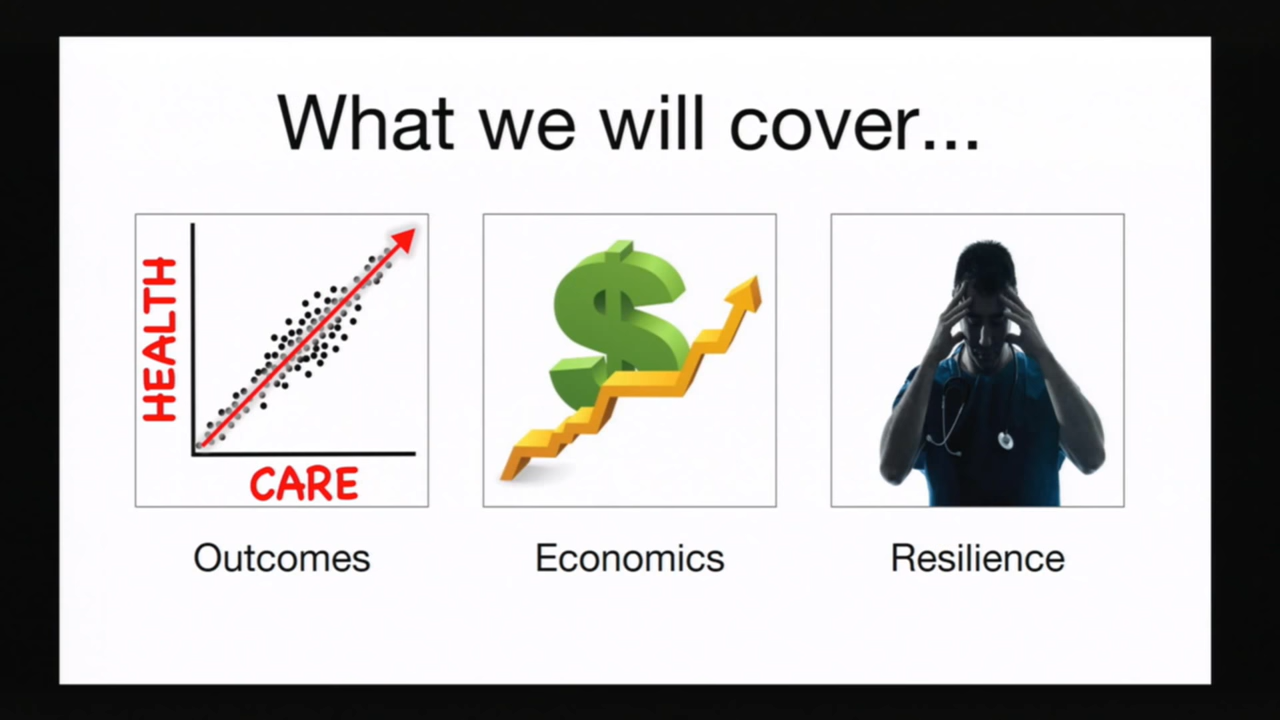 What we will cover...
HEALTH
CARE
Outcomes
Economics
Resilience